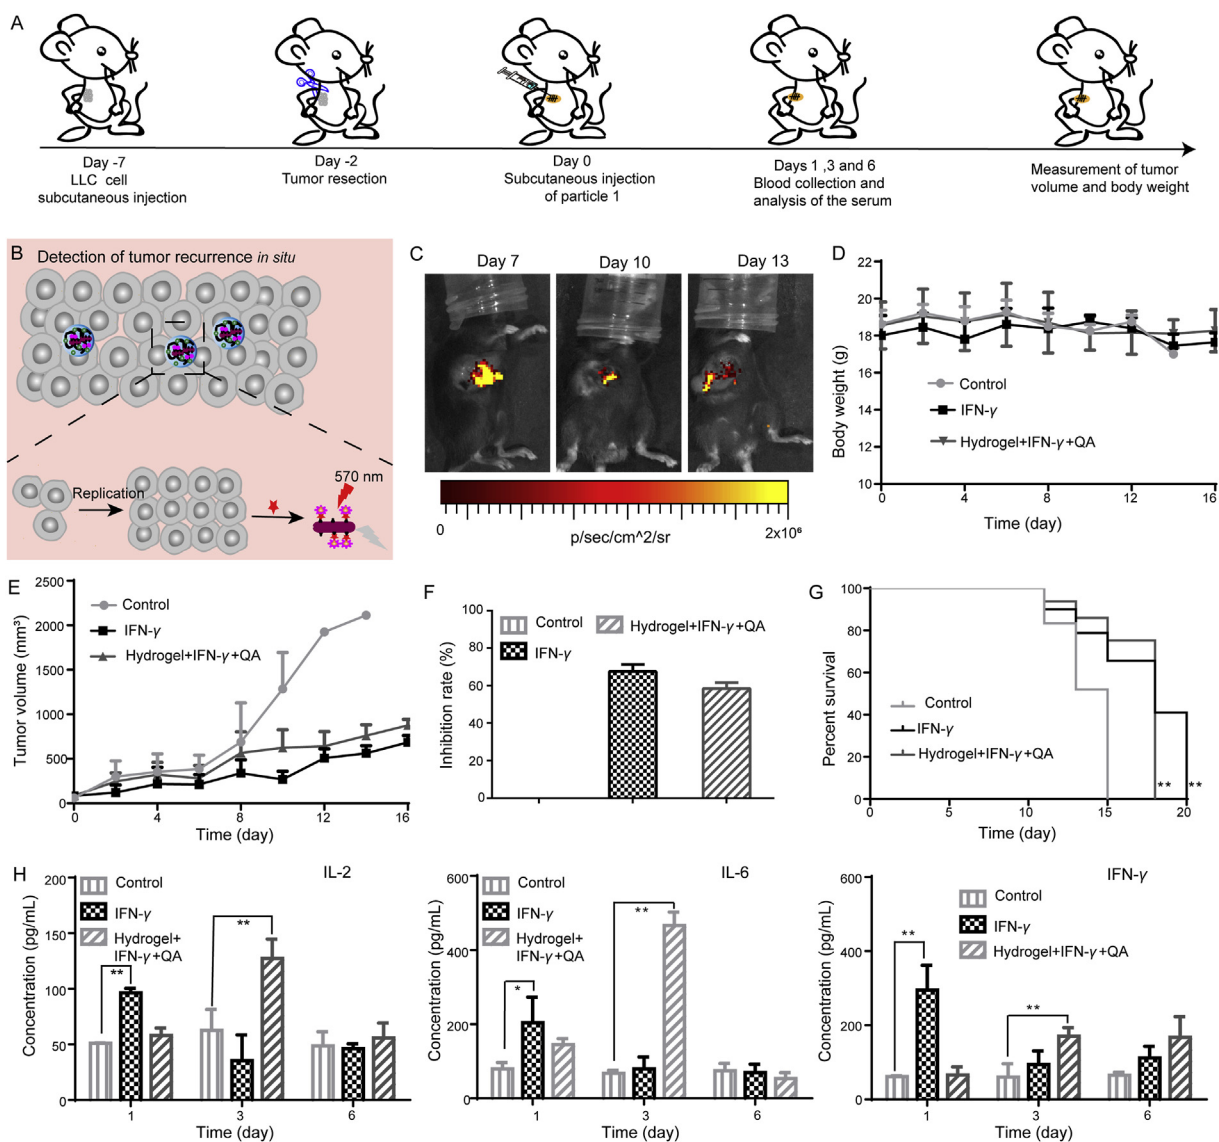 A
Day -7
LLC cell
subcutaneous injection
Day -2
Tumor resection
Day 0
Subcutaneous injection
of particle 1
Days 1 ,3 and 6
Blood collection and
analysis of the serum
Measurement of tumor
volume and body weight
B
Detection of tumor recurrence in situ
Replication
570 nm
C
Day 7
Day 10
Day 13
0
2x10⁶
p/sec/cm^2/sr
D
Body weight (g)
22
20
18
16
14
12
10
Control
IFN-γ
Hydrogel+IFN-γ+QA
0 4 8 12 16
Time (day)
E
Tumor volume (mm³)
2500
2000
1500
1000
500
0
Control
IFN-γ
Hydrogel+IFN-γ+QA
0 4 8 12 16
Time (day)
F
Inhibition rate (%)
100
80
60
40
20
0
Control
IFN-γ
Hydrogel+IFN-γ+QA
G
Percent survival
100
80
60
40
20
0
Control
IFN-γ
Hydrogel+IFN-γ+QA
** **
0 5 10 15 20
Time (day)
H
IL-2
Concentration (pg/mL)
200
150
100
50
0
Control
IFN-γ
Hydrogel+
IFN-γ+QA
**
**
1 3 6
Time (day)
IL-6
Concentration (pg/mL)
600
400
200
0
Control
IFN-γ
Hydrogel+
IFN-γ+QA
*
**
1 3 6
Time (day)
IFN-γ
Concentration (pg/mL)
600
400
200
0
Control
IFN-γ
Hydrogel+IFN-γ+QA
**
**
1 3 6
Time (day)